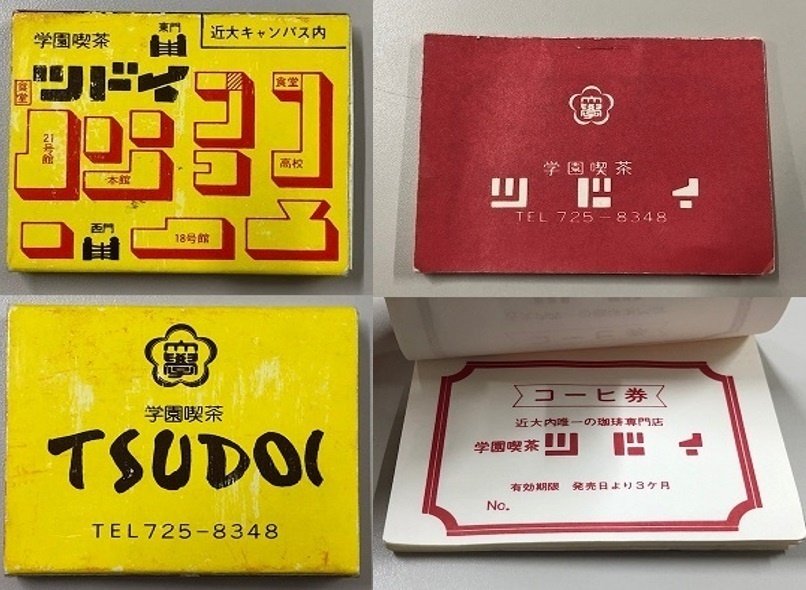 学園喫茶
東門
近大キャンパス内
ツドイ
食堂
食堂
21号館
本館
高校
西門
18号館
学園喫茶
ツドイ
TEL 725-8348
学園喫茶
TSUDOI
TEL725-8348
コーヒ券
近大内唯一の珈琲専門店
学園喫茶ツドイ
有効期限 発売日より3ケ月
No.